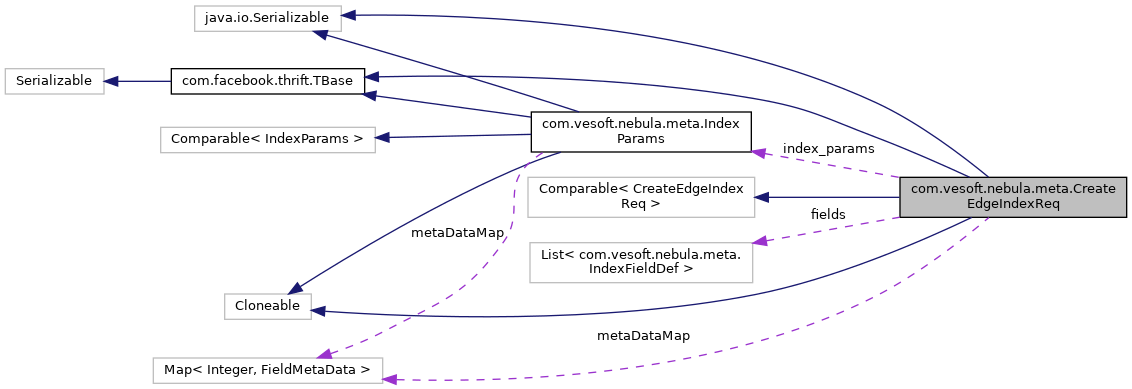 java.io.Serializable
Serializable
com.facebook.thrift.TBase
com.vesoft.nebula.meta.Index
Params
Comparable< IndexParams >
index_params
com.vesoft.nebula.meta.Create
EdgeIndexReq
Comparable< CreateEdgeIndex
Req >
fields
metaDataMap
List< com.vesoft.nebula.meta.
IndexFieldDef >
Cloneable
metaDataMap
Map< Integer, FieldMetaData >